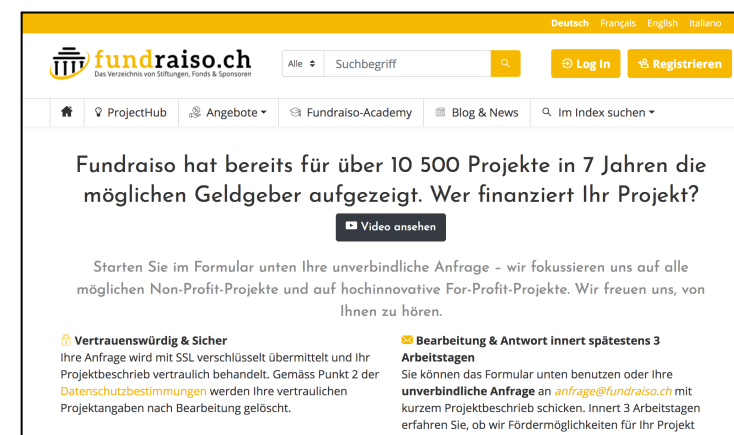 Deutsch Français English Italiano
fundraiso.ch
Das Verzeichnis von Stiftungen, Fonds & Sponsoren
Alle Suchbegriff
Log In Registrieren
ProjectHub Angebote Fundraiso-Academy Blog & News Im Index suchen
Fundraiso hat bereits für über 10 500 Projekte in 7 Jahren die
möglichen Geldgeber aufgezeigt. Wer finanziert Ihr Projekt?
Video ansehen
Starten Sie im Formular unten Ihre unverbindliche Anfrage – wir fokussieren uns auf alle
möglichen Non-Profit-Projekte und auf hochinnovative For-Profit-Projekte. Wir freuen uns, von
Ihnen zu hören.
Vertrauenswürdig & Sicher
Ihre Anfrage wird mit SSL verschlüsselt übermittelt und Ihr
Projektbeschrieb vertraulich behandelt. Gemäss Punkt 2 der
Datenschutzbestimmungen werden Ihre vertraulichen
Projektangaben nach Bearbeitung gelöscht.
Bearbeitung & Antwort innert spätestens 3
Arbeitstagen
Sie können das Formular unten benutzen oder Ihre
unverbindliche Anfrage an anfrage@fundraiso.ch mit
kurzem Projektbeschrieb schicken. Innert 3 Arbeitstagen
erfahren Sie, ob wir Fördermöglichkeiten für Ihr Projekt